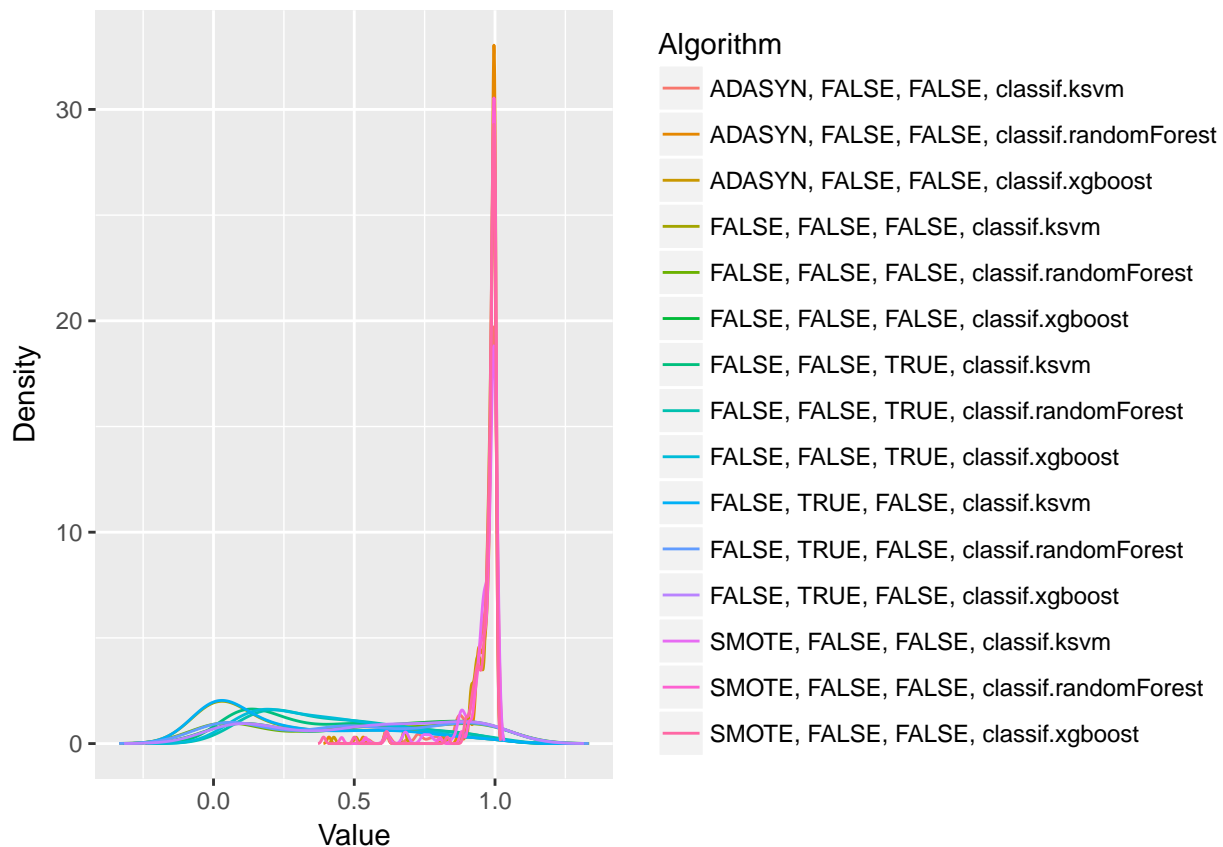 30
20
10
0
0.0 0.5 1.0
Value
Density
Algorithm
ADASYN, FALSE, FALSE, classif.ksvm
ADASYN, FALSE, FALSE, classif.randomForest
ADASYN, FALSE, FALSE, classif.xgboost
FALSE, FALSE, FALSE, classif.ksvm
FALSE, FALSE, FALSE, classif.randomForest
FALSE, FALSE, FALSE, classif.xgboost
FALSE, FALSE, TRUE, classif.ksvm
FALSE, FALSE, TRUE, classif.randomForest
FALSE, FALSE, TRUE, classif.xgboost
FALSE, TRUE, FALSE, classif.ksvm
FALSE, TRUE, FALSE, classif.randomForest
FALSE, TRUE, FALSE, classif.xgboost
SMOTE, FALSE, FALSE, classif.ksvm
SMOTE, FALSE, FALSE, classif.randomForest
SMOTE, FALSE, FALSE, classif.xgboost